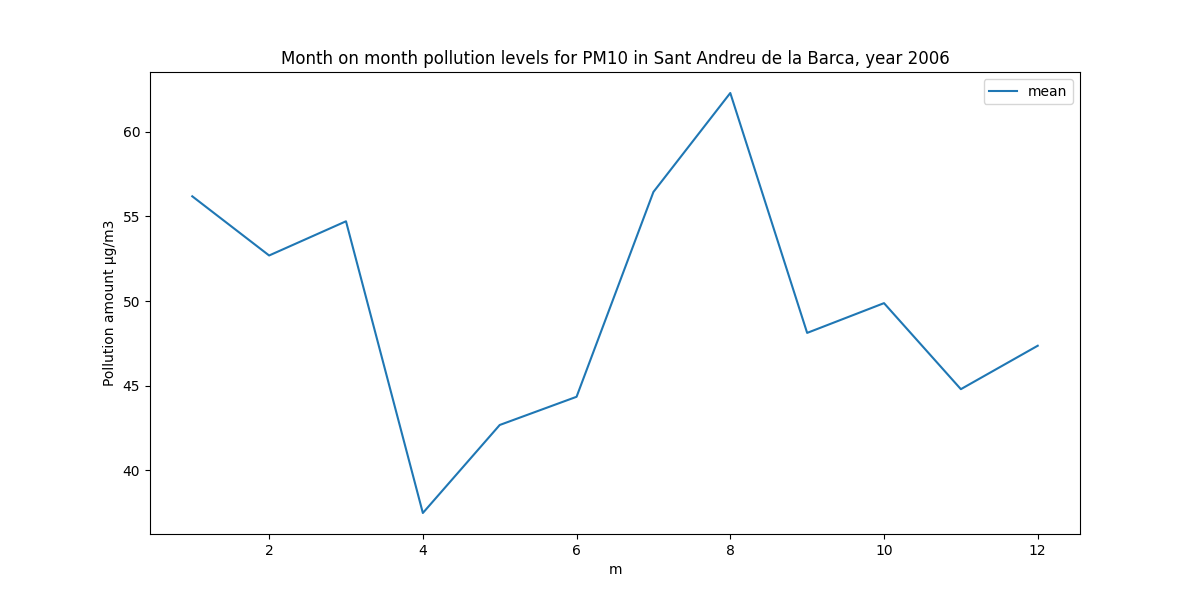 Month on month pollution levels for PM10 in Sant Andreu de la Barca, year 2006
mean
Pollution amount µg/m3
60
55
50
45
40
2 4 6 8 10 12
m